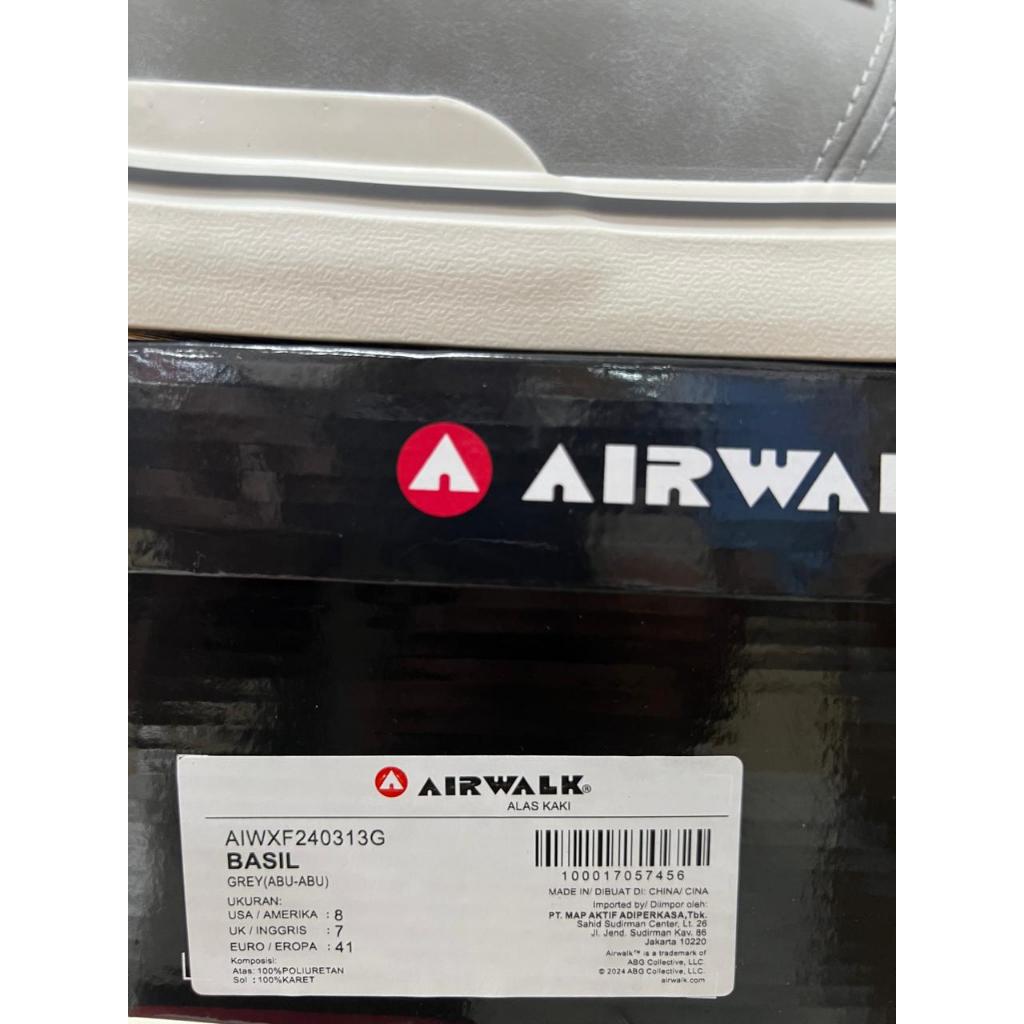 AIRWA
AIRWALK®
ALAS KAKI
AIWXF240313G
BASIL
GREY(ABU-ABU)
UKURAN:
USA / AMERIKA : 8
UK / INGGRIS : 7
EURO / EROPA : 41
Komposisi:
Atas: 100%POLIURETAN
Sol : 100%KARET
100017057456
MADE IN/ DIBUAT DI: CHINA/ CINA
Imported by/ Diimpor oleh:
PT. MAP AKTIF ADIPERKASA,Tbk.
Sahid Sudirman Center, Lt. 26
Jl. Jend. Sudirman Kav. 86
Jakarta 10220
Airwalk™ is a trademark of
ABG Collective, LLC.
© 2024 ABG Collective, LLC.
airwalk.com